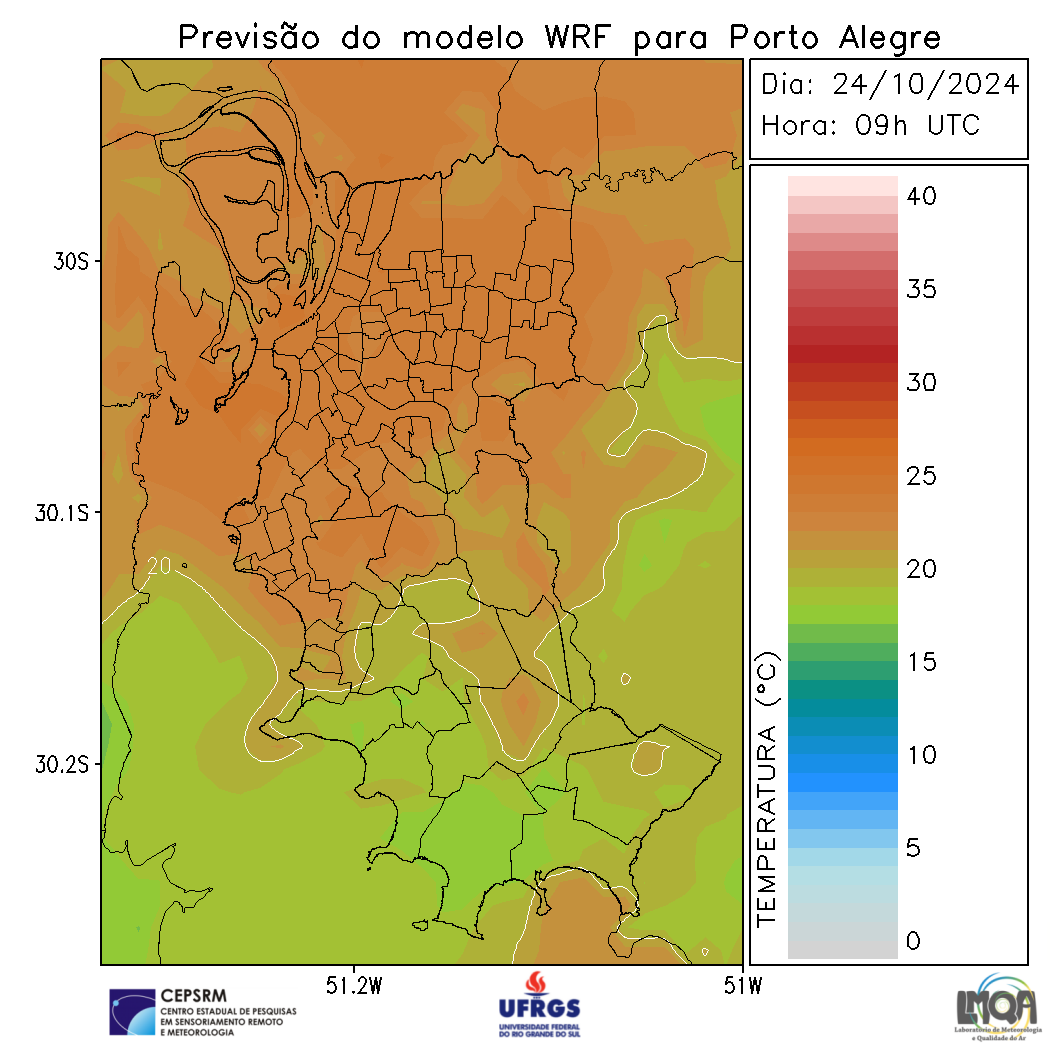 Previsão do modelo WRF para Porto Alegre
Dia: 24/10/2024
Hora: 09h UTC
40
35
30
25
20
15
10
5
0
TEMPERATURA (°C)
30S
30.1S
30.2S
20
51.2W
51W
CEPSRM
CENTRO ESTADUAL DE PESQUISAS
EM SENSORIAMENTO REMOTO
E METEOROLOGIA
UFRGS
UNIVERSIDADE FEDERAL
DO RIO GRANDE DO SUL
LMQA
Laboratório de Meteorologia
e Qualidade do Ar